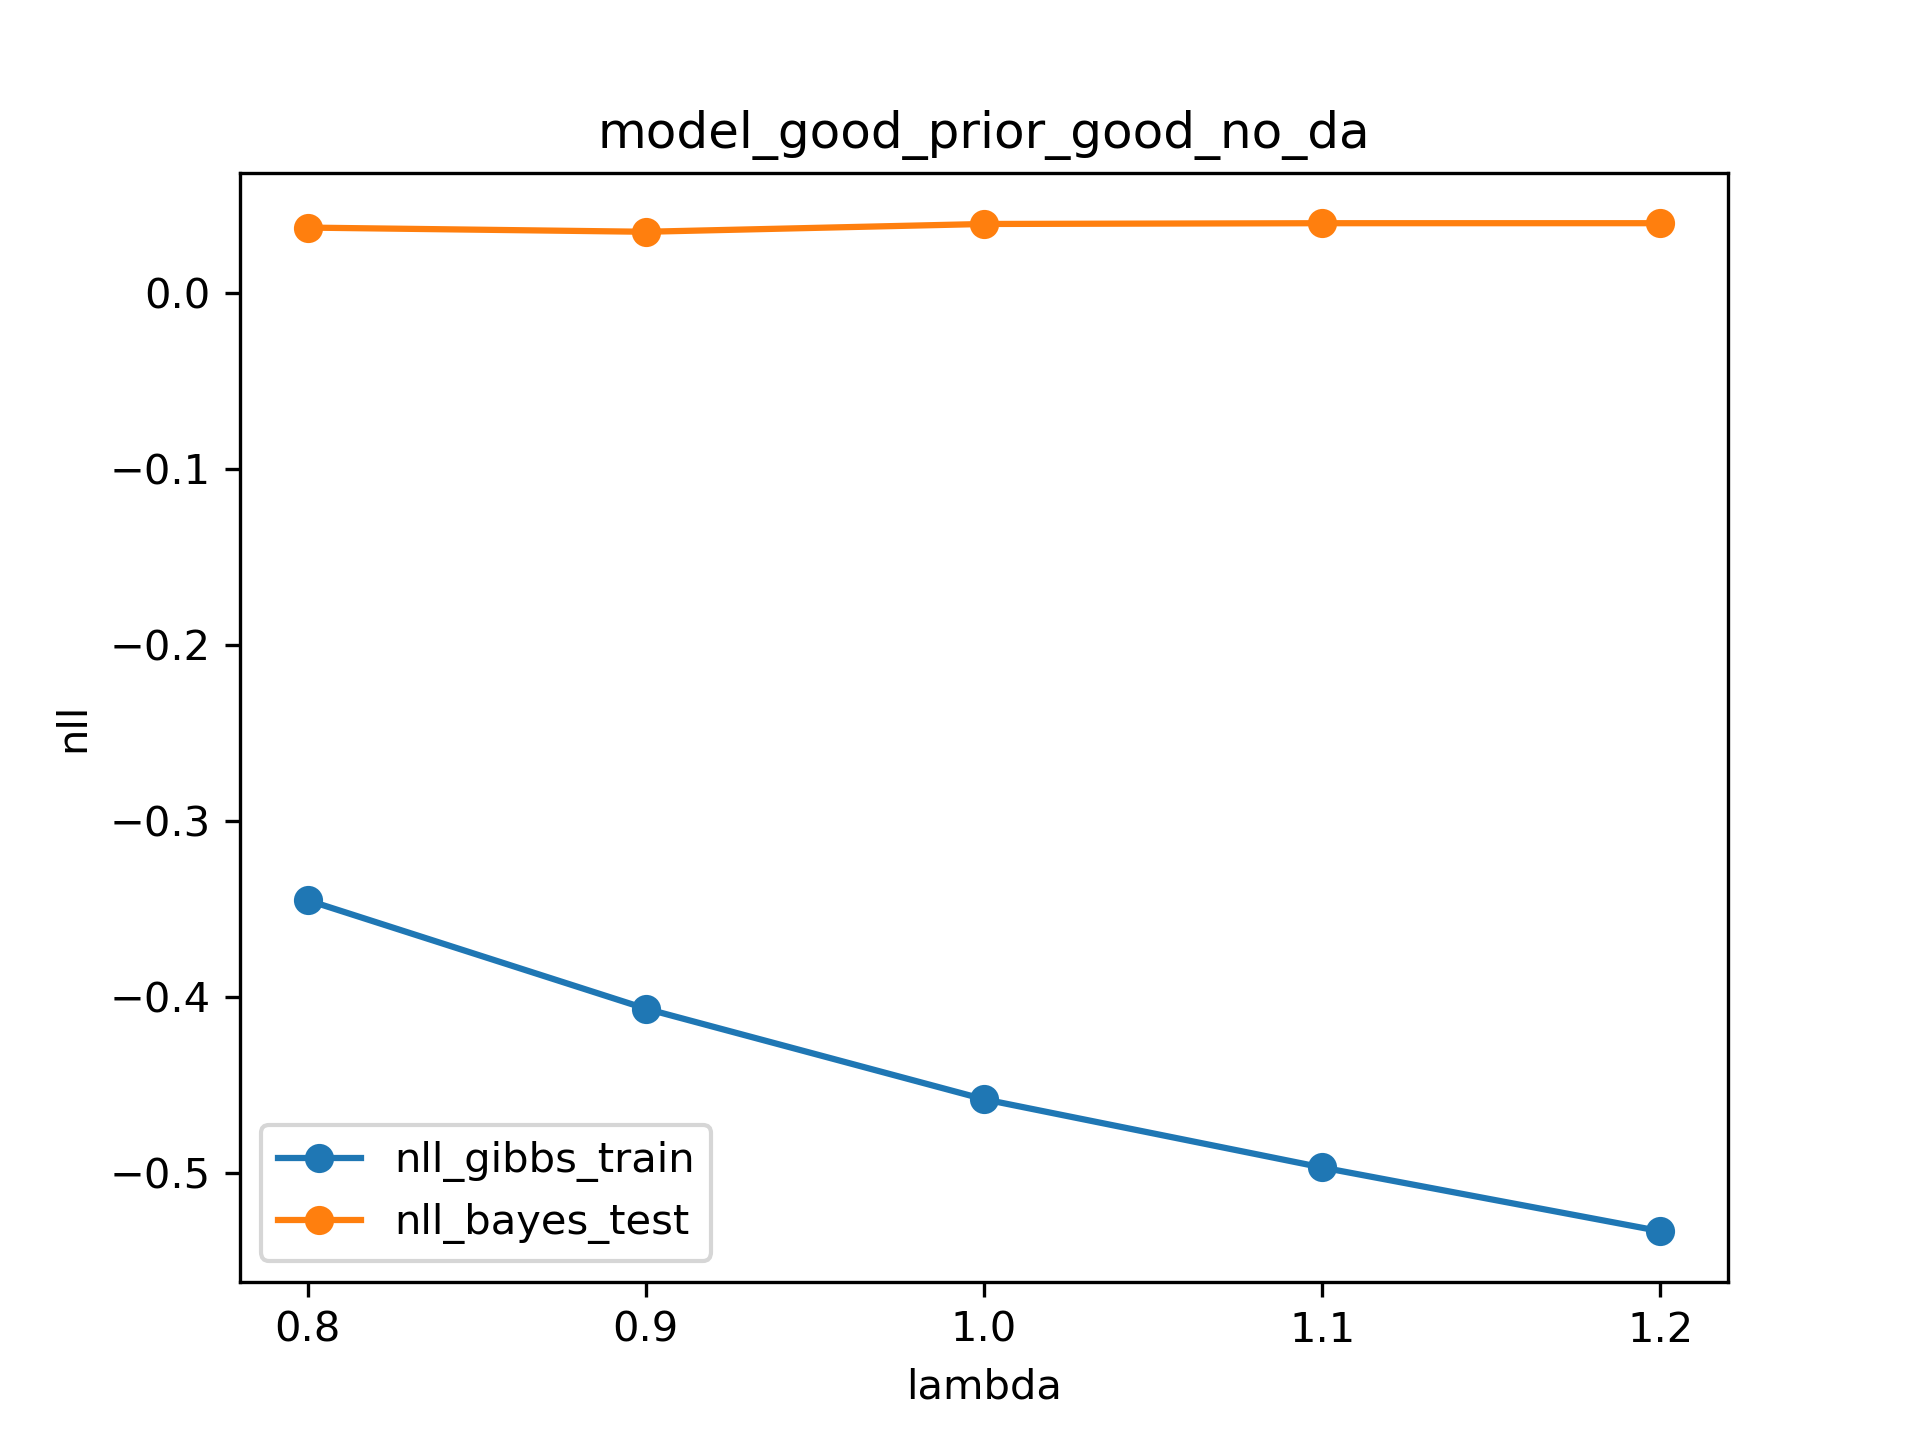 model_good_prior_good_no_da
0.0
−0.1
−0.2
−0.3
−0.4
−0.5
nll
nll_gibbs_train
nll_bayes_test
0.8 0.9 1.0 1.1 1.2
lambda